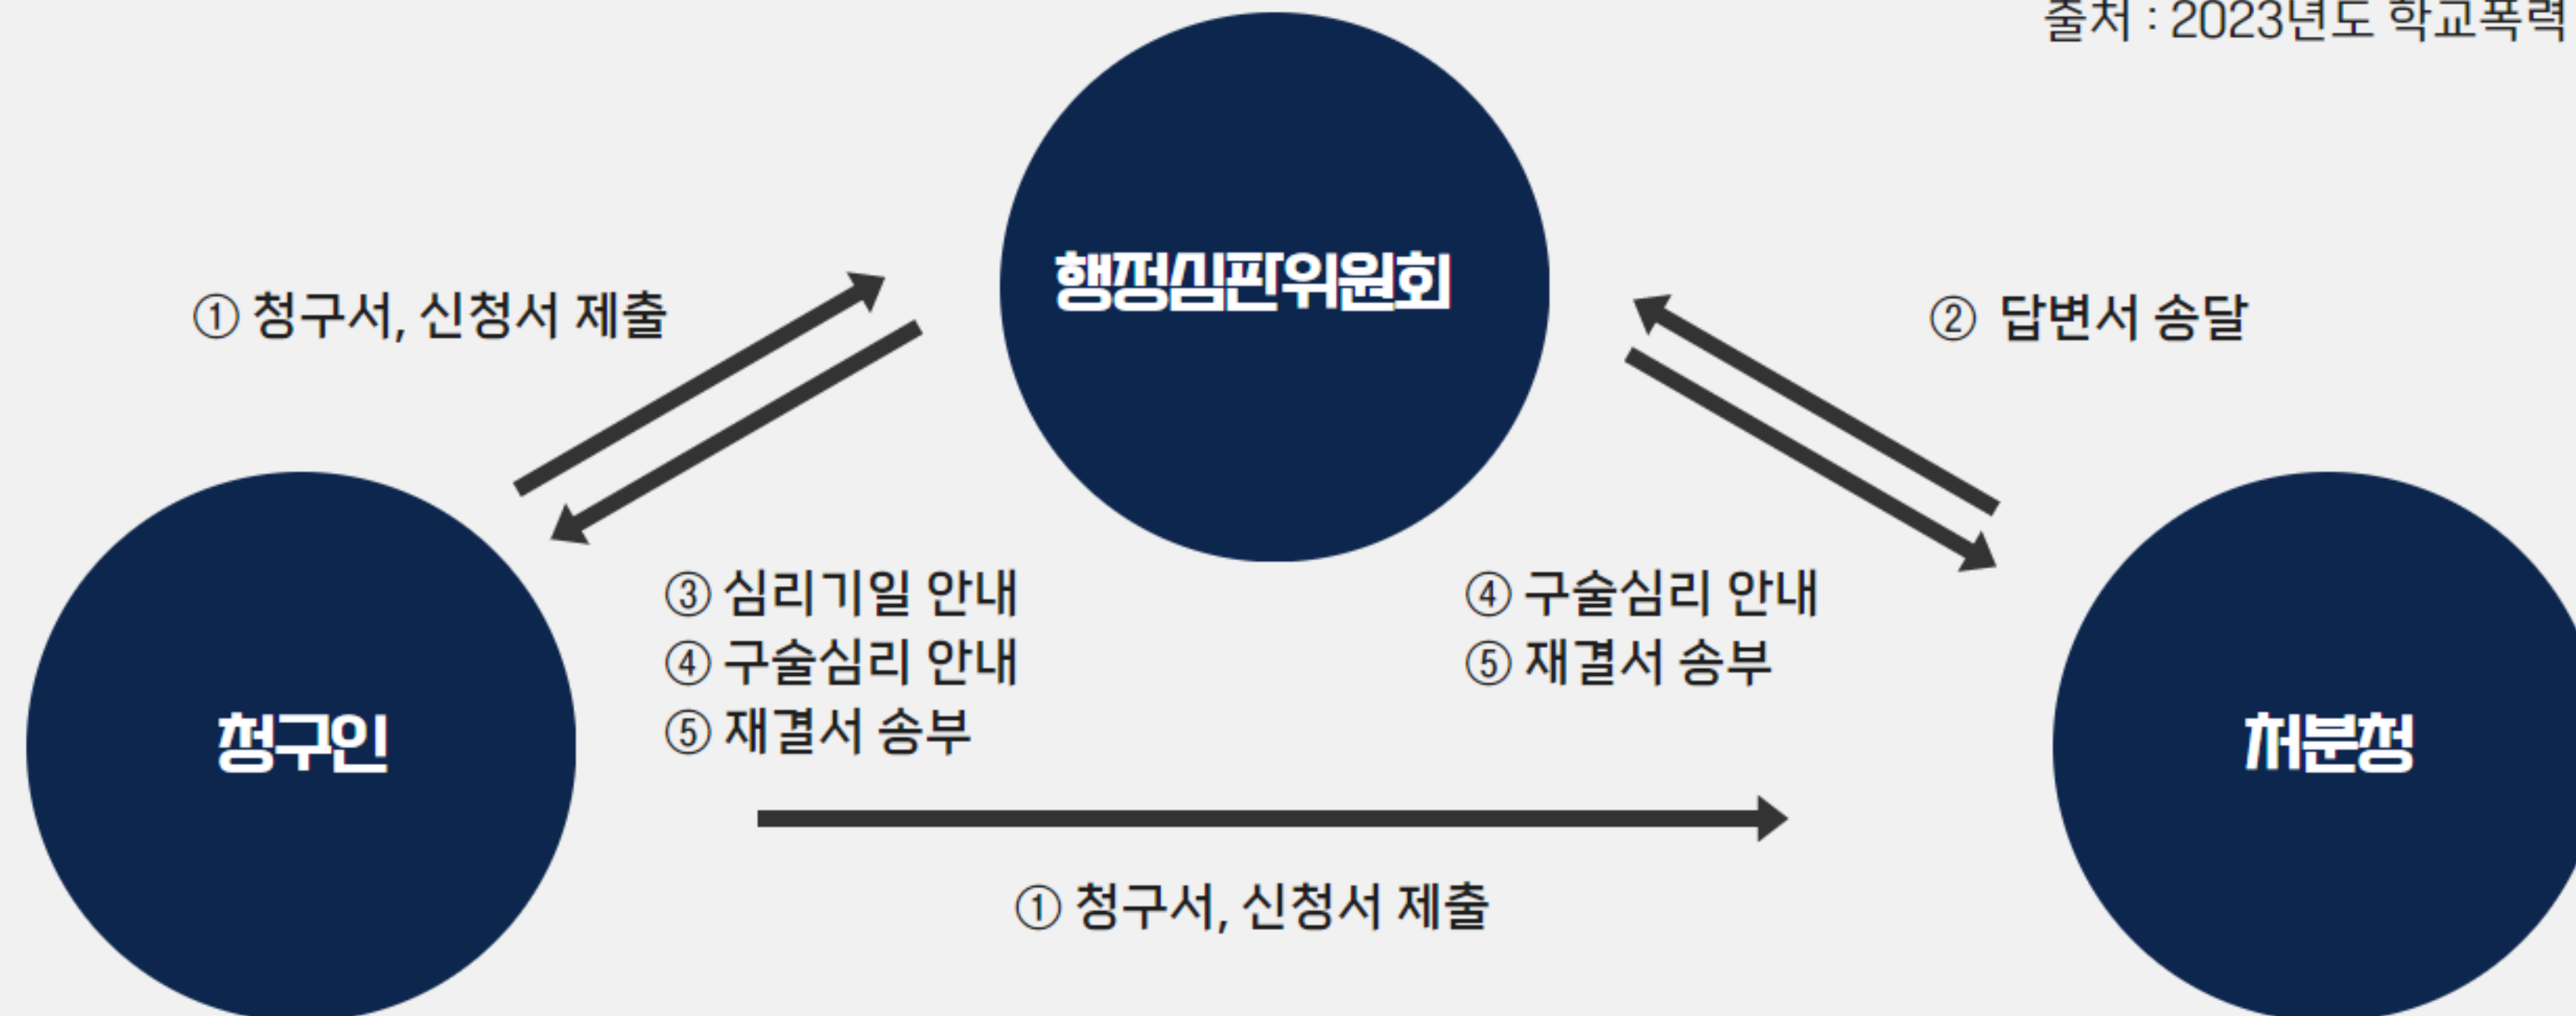 출처 : 2023년도 학교폭력
행정심판위원회
① 청구서, 신청서 제출
② 답변서 송달
③ 심리기일 안내
④ 구술심리 안내
⑤ 재결서 송부
④ 구술심리 안내
⑤ 재결서 송부
청구인
처분청
① 청구서, 신청서 제출